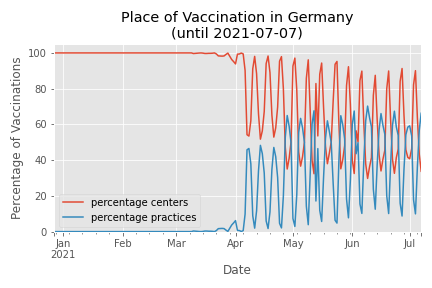 Place of Vaccination in Germany
(until 2021-07-07)
Percentage of Vaccinations
100
80
60
40
20
0
percentage centers
percentage practices
Jan Feb Mar Apr May Jun Jul
2021
Date